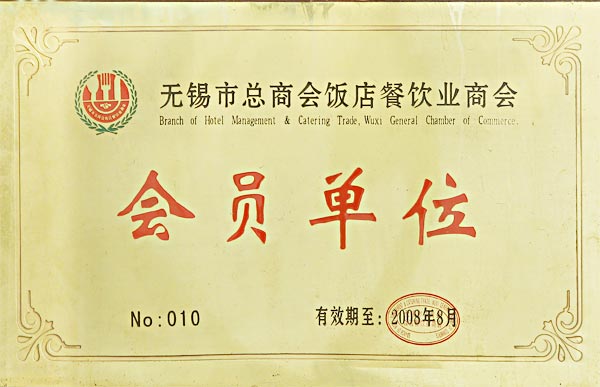 无锡市总商会饭店餐饮业商会
Branch of Hotel Management & Catering Trade, Wuxi General Chamber of Commerce.
会员单位
No:010
有效期至:2008年8月